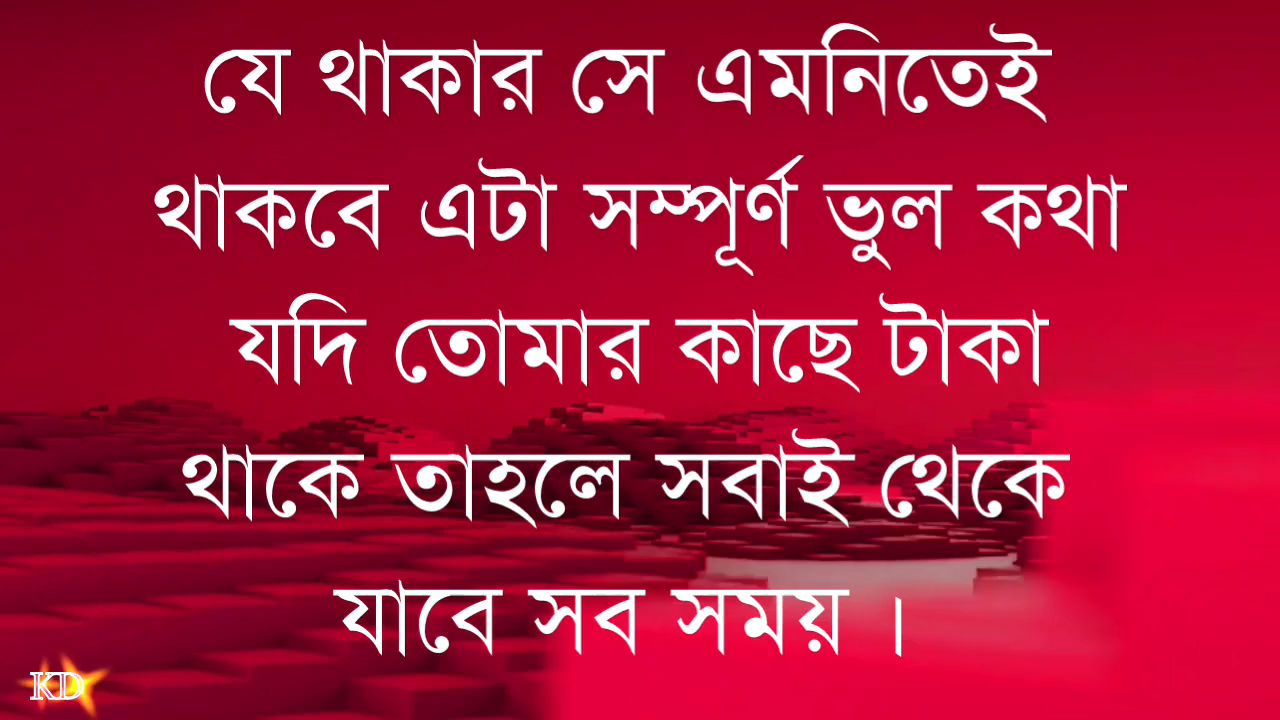 যে থাকার সে এমনিতেই
থাকবে এটা সম্পূর্ণ ভুল কথা
যদি তোমার কাছে টাকা
থাকে তাহলে সবাই থেকে
যাবে সব সময় ।
KD